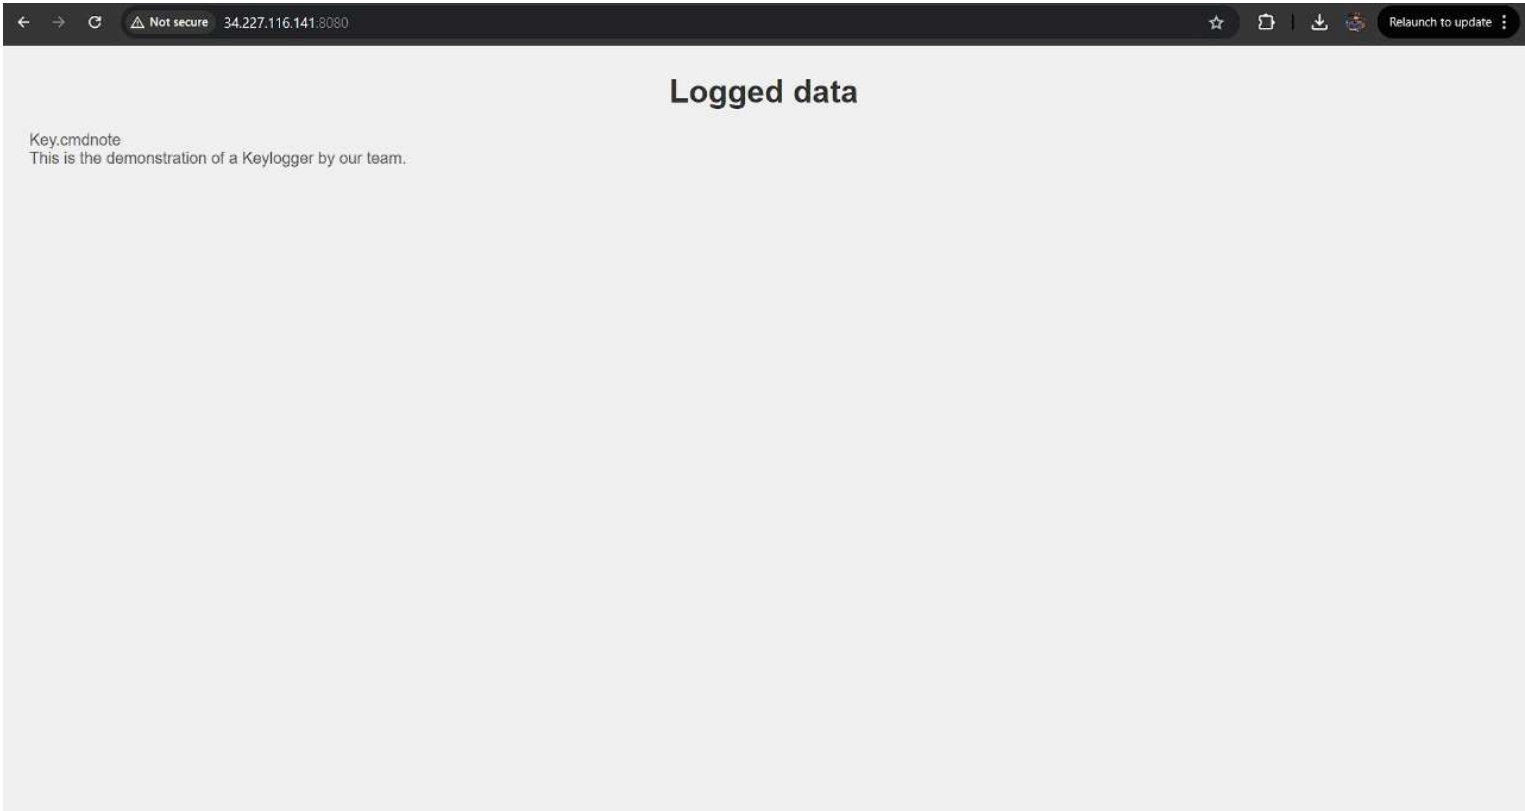 Not secure 34.227.116.141:8080 Relaunch to update
Logged data
Key.cmdnote
This is the demonstration of a Keylogger by our team.